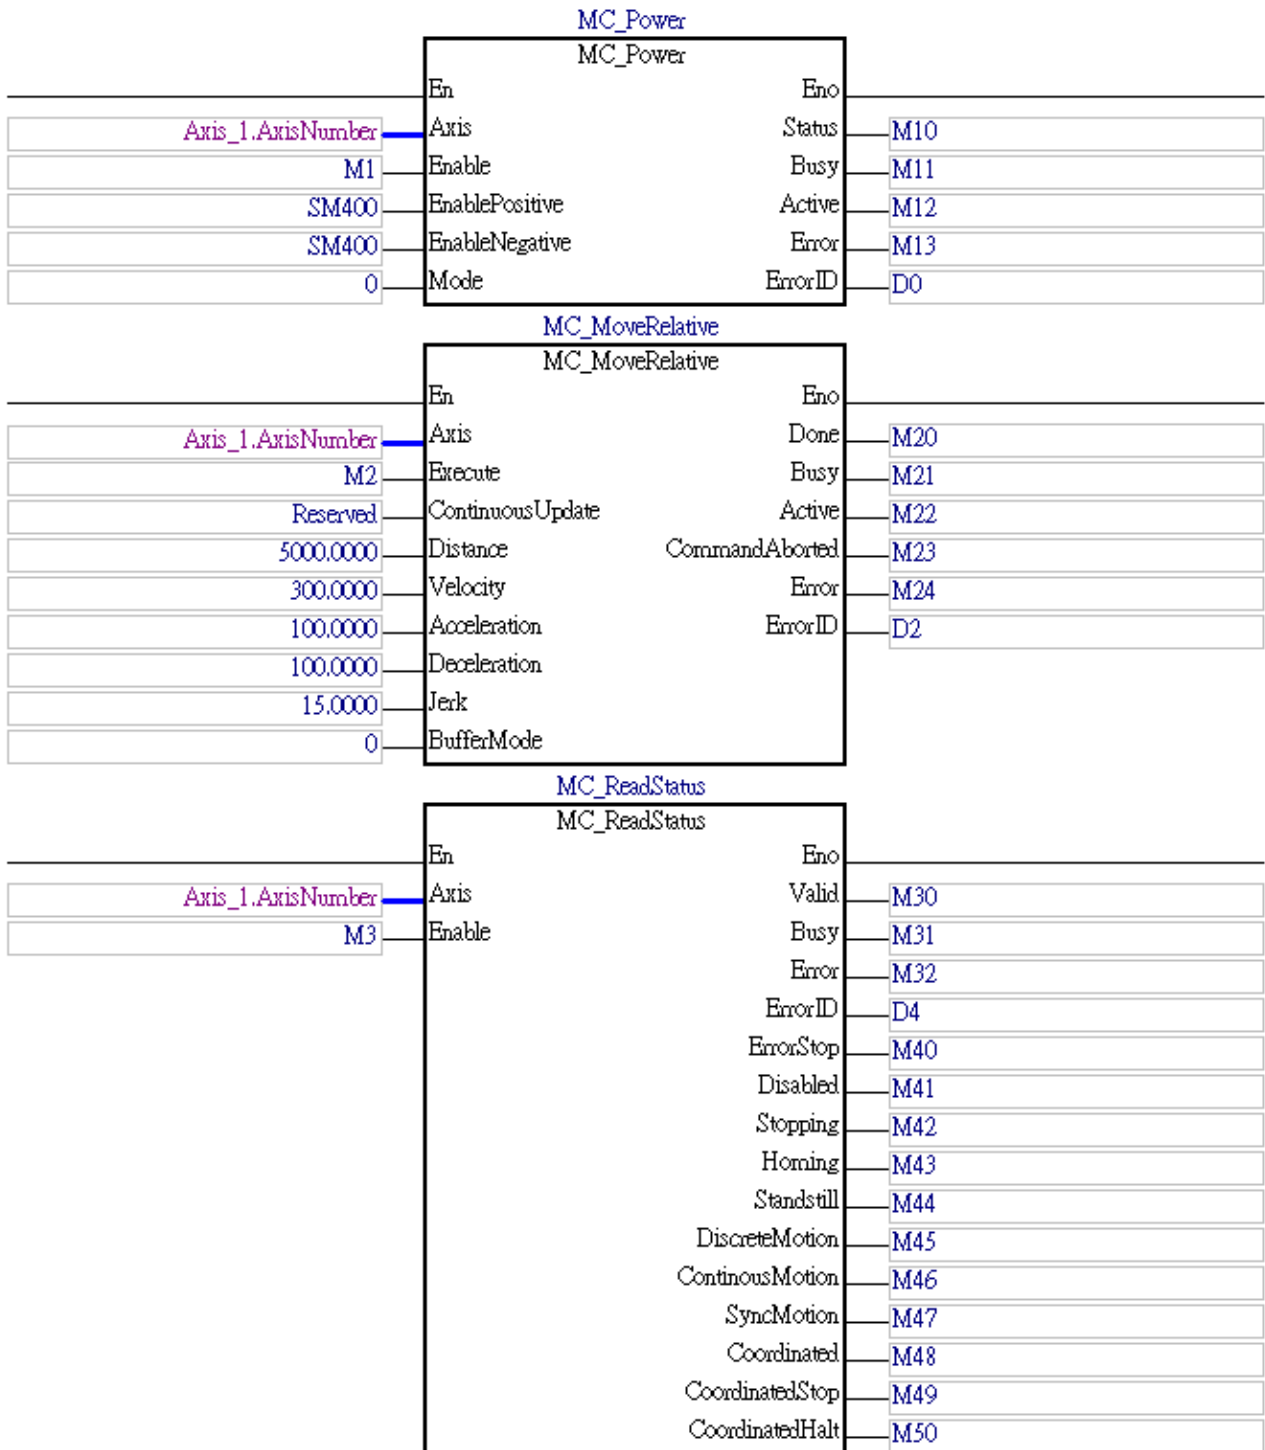 MC_Power
MC_Power
En Eno
Axis_1.AxisNumber Axis Status M10
M1 Enable Busy M11
SM400 EnablePositive Active M12
SM400 EnableNegative Error M13
0 Mode ErrorID D0
MC_MoveRelative
MC_MoveRelative
En Eno
Axis_1.AxisNumber Axis Done M20
M2 Execute Busy M21
Reserved ContinuousUpdate Active M22
5000.0000 Distance CommandAborted M23
300.0000 Velocity Error M24
100.0000 Acceleration ErrorID D2
100.0000 Deceleration
15.0000 Jerk
0 BufferMode
MC_ReadStatus
MC_ReadStatus
En Eno
Axis_1.AxisNumber Axis Valid M30
M3 Enable Busy M31
Error M32
ErrorID D4
ErrorStop M40
Disabled M41
Stopping M42
Homing M43
Standstill M44
DiscreteMotion M45
ContinousMotion M46
SyncMotion M47
Coordinated M48
CoordinatedStop M49
CoordinatedHalt M50